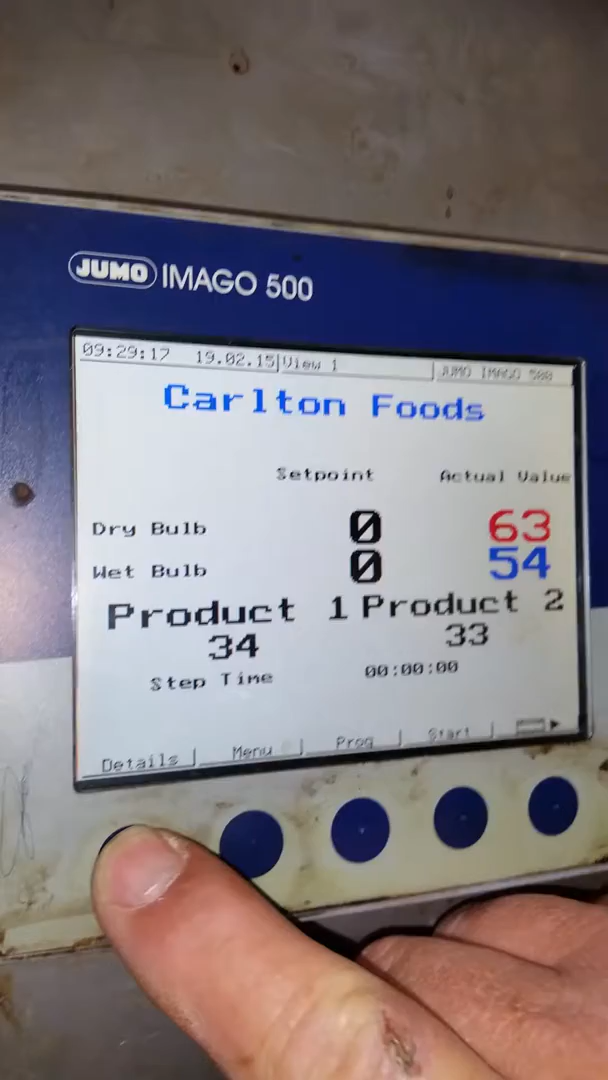 JUMO IMAGO 500
09:29:17 19.02.15 View 1 JUMO IMAGO 500
Carlton Foods
Setpoint Actual Value
Dry Bulb 0 63
Wet Bulb 0 54
Product 1 Product 2
34 33
Step Time 00:00:00
Details Menu Prog Start